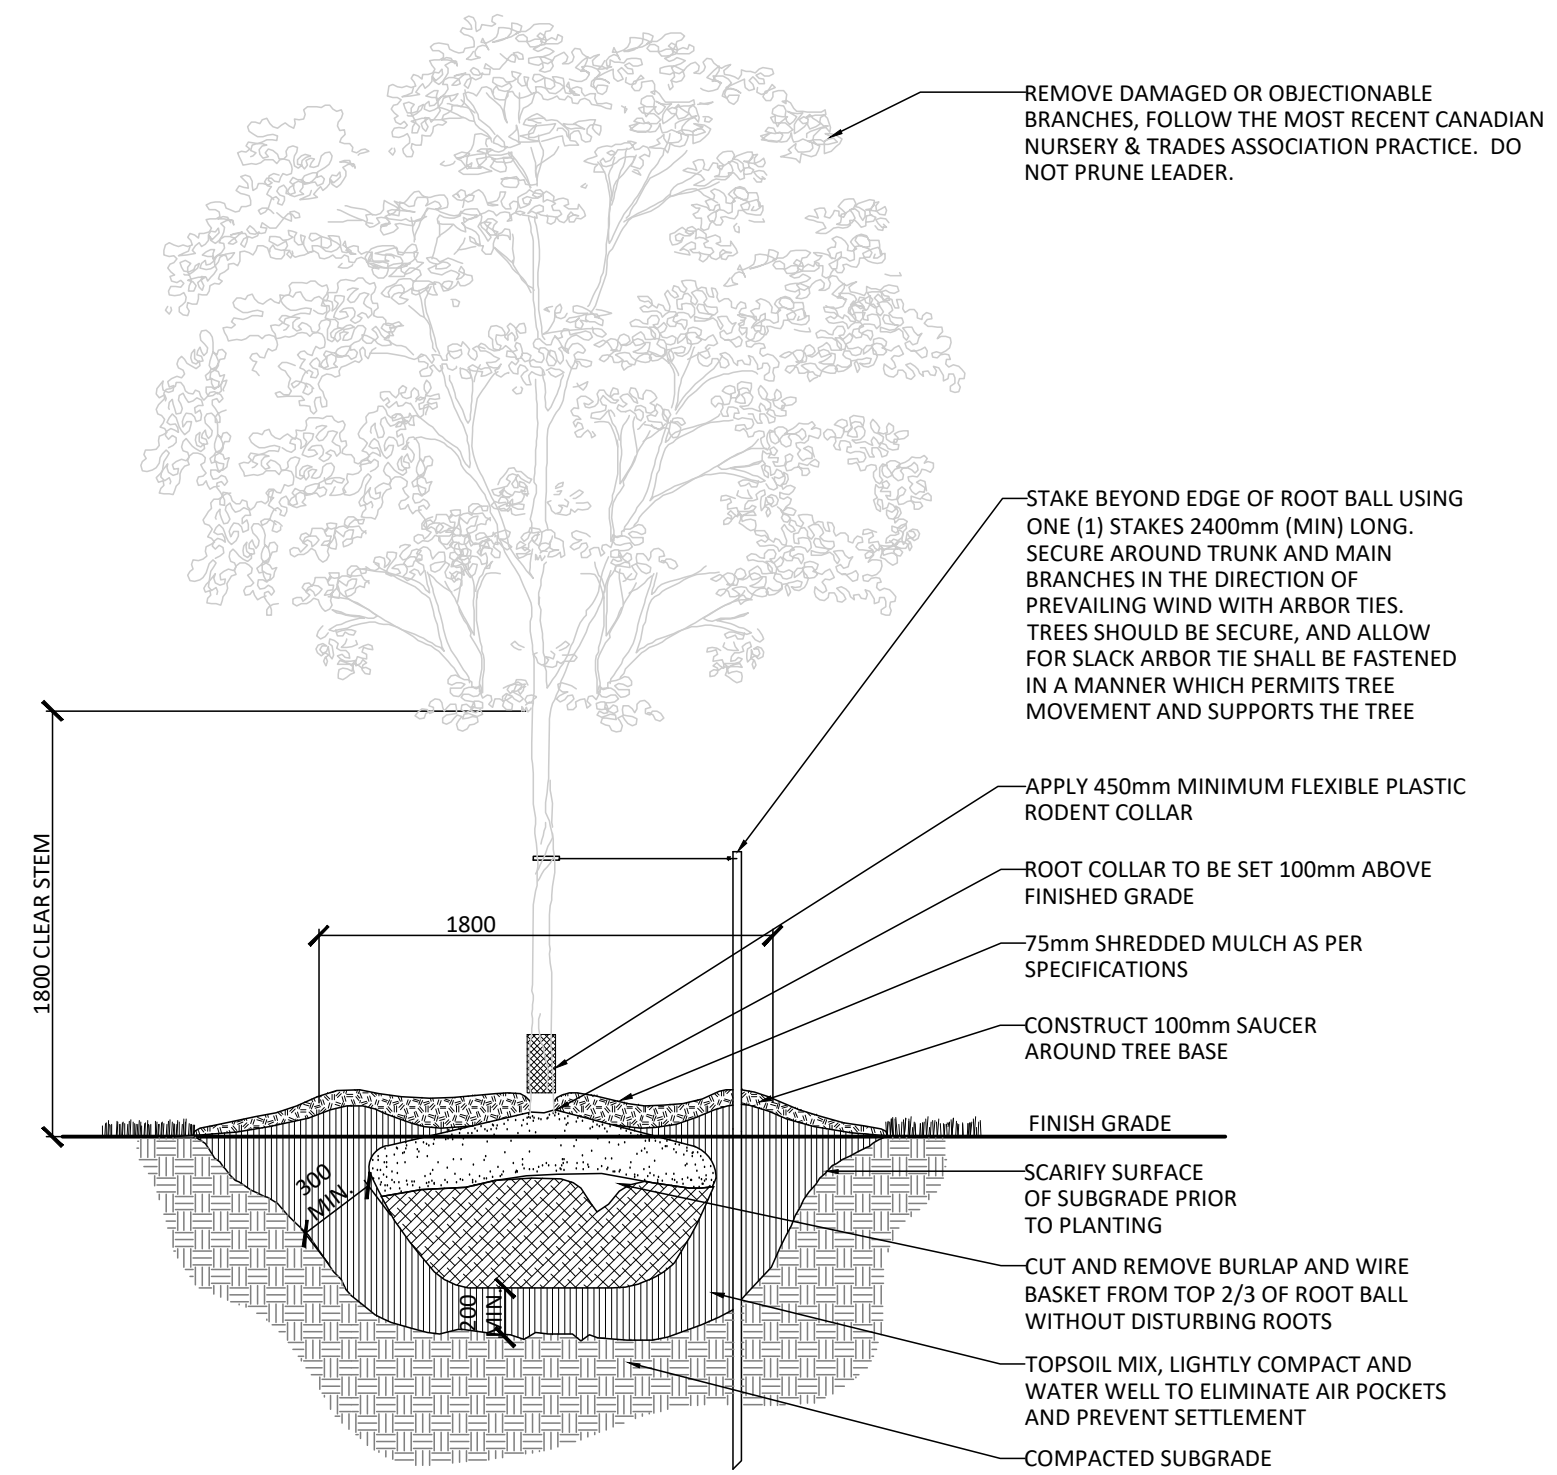 REMOVE DAMAGED OR OBJECTIONABLE
BRANCHES, FOLLOW THE MOST RECENT CANADIAN
NURSERY & TRADES ASSOCIATION PRACTICE.  DO
NOT PRUNE LEADER.
STAKE BEYOND EDGE OF ROOT BALL USING
ONE (1) STAKES 2400mm (MIN) LONG.
SECURE AROUND TRUNK AND MAIN
BRANCHES IN THE DIRECTION OF
PREVAILING WIND WITH ARBOR TIES.
TREES SHOULD BE SECURE, AND ALLOW
FOR SLACK ARBOR TIE SHALL BE FASTENED
IN A MANNER WHICH PERMITS TREE
MOVEMENT AND SUPPORTS THE TREE
APPLY 450mm MINIMUM FLEXIBLE PLASTIC
RODENT COLLAR
ROOT COLLAR TO BE SET 100mm ABOVE
FINISHED GRADE
1800 CLEAR STEM
1800
75mm SHREDDED MULCH AS PER
SPECIFICATIONS
CONSTRUCT 100mm SAUCER
AROUND TREE BASE
FINISH GRADE
300
MIN.
SCARIFY SURFACE
OF SUBGRADE PRIOR
TO PLANTING
CUT AND REMOVE BURLAP AND WIRE
BASKET FROM TOP 2/3 OF ROOT BALL
WITHOUT DISTURBING ROOTS
200
MIN.
TOPSOIL MIX, LIGHTLY COMPACT AND
WATER WELL TO ELIMINATE AIR POCKETS
AND PREVENT SETTLEMENT
COMPACTED SUBGRADE